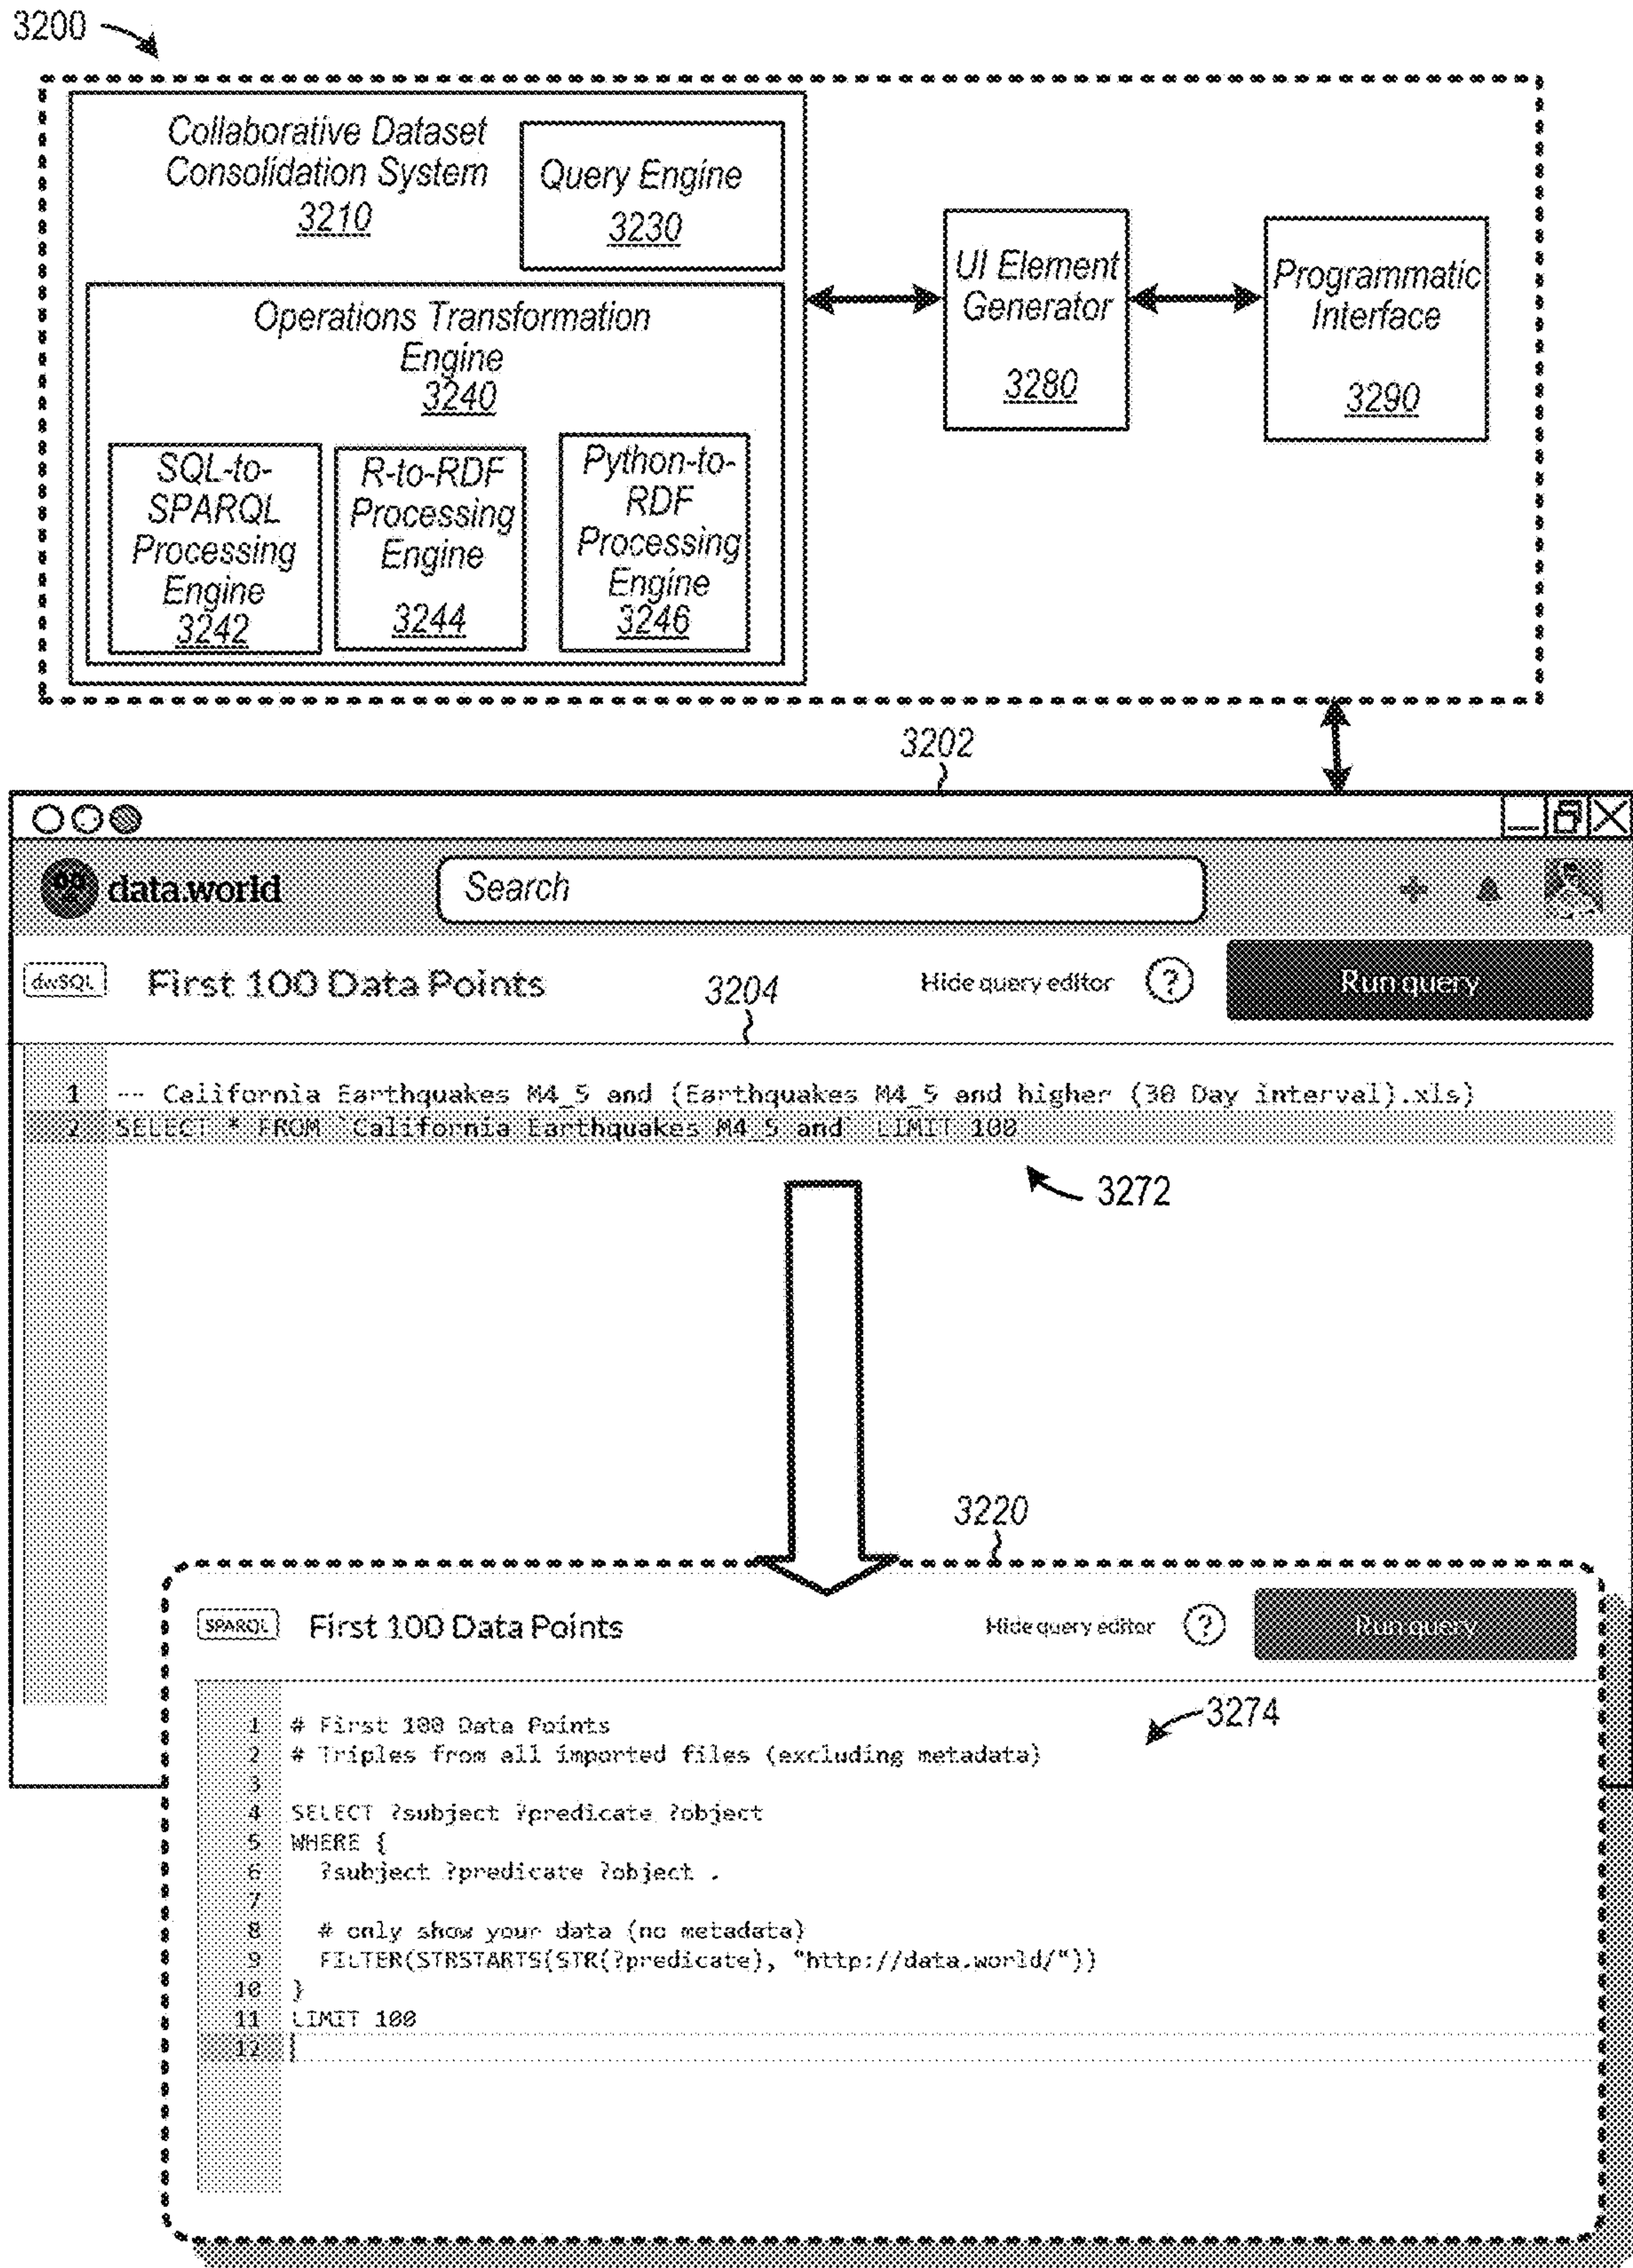 3200
Collaborative Dataset
Consolidation System
3210
Query Engine
3230
Operations Transformation
Engine
3240
SQL-to-
SPARQL
Processing
Engine
3242
R-to-RDF
Processing
Engine
3244
Python-to-
RDF
Processing
Engine
3246
UI Element
Generator
3280
Programmatic
Interface
3290
3202
data.world
Search
dwSQL
First 100 Data Points
3204
Hide query editor
?
Run query
1 -- California Earthquakes M4_5 and (Earthquakes M4_5 and higher (30 Day interval).xls)
2 SELECT * FROM `California Earthquakes M4_5 and` LIMIT 100
3272
3220
SPARQL
First 100 Data Points
Hide query editor
?
Run query
3274
1 # First 100 Data Points
2 # Triples from all imported files (excluding metadata)
3
4 SELECT ?subject ?predicate ?object
5 WHERE {
6 ?subject ?predicate ?object .
7
8 # only show your data (no metadata)
9 FILTER(STRSTARTS(STR(?predicate), "http://data.world/"))
10 }
11 LIMIT 100
12